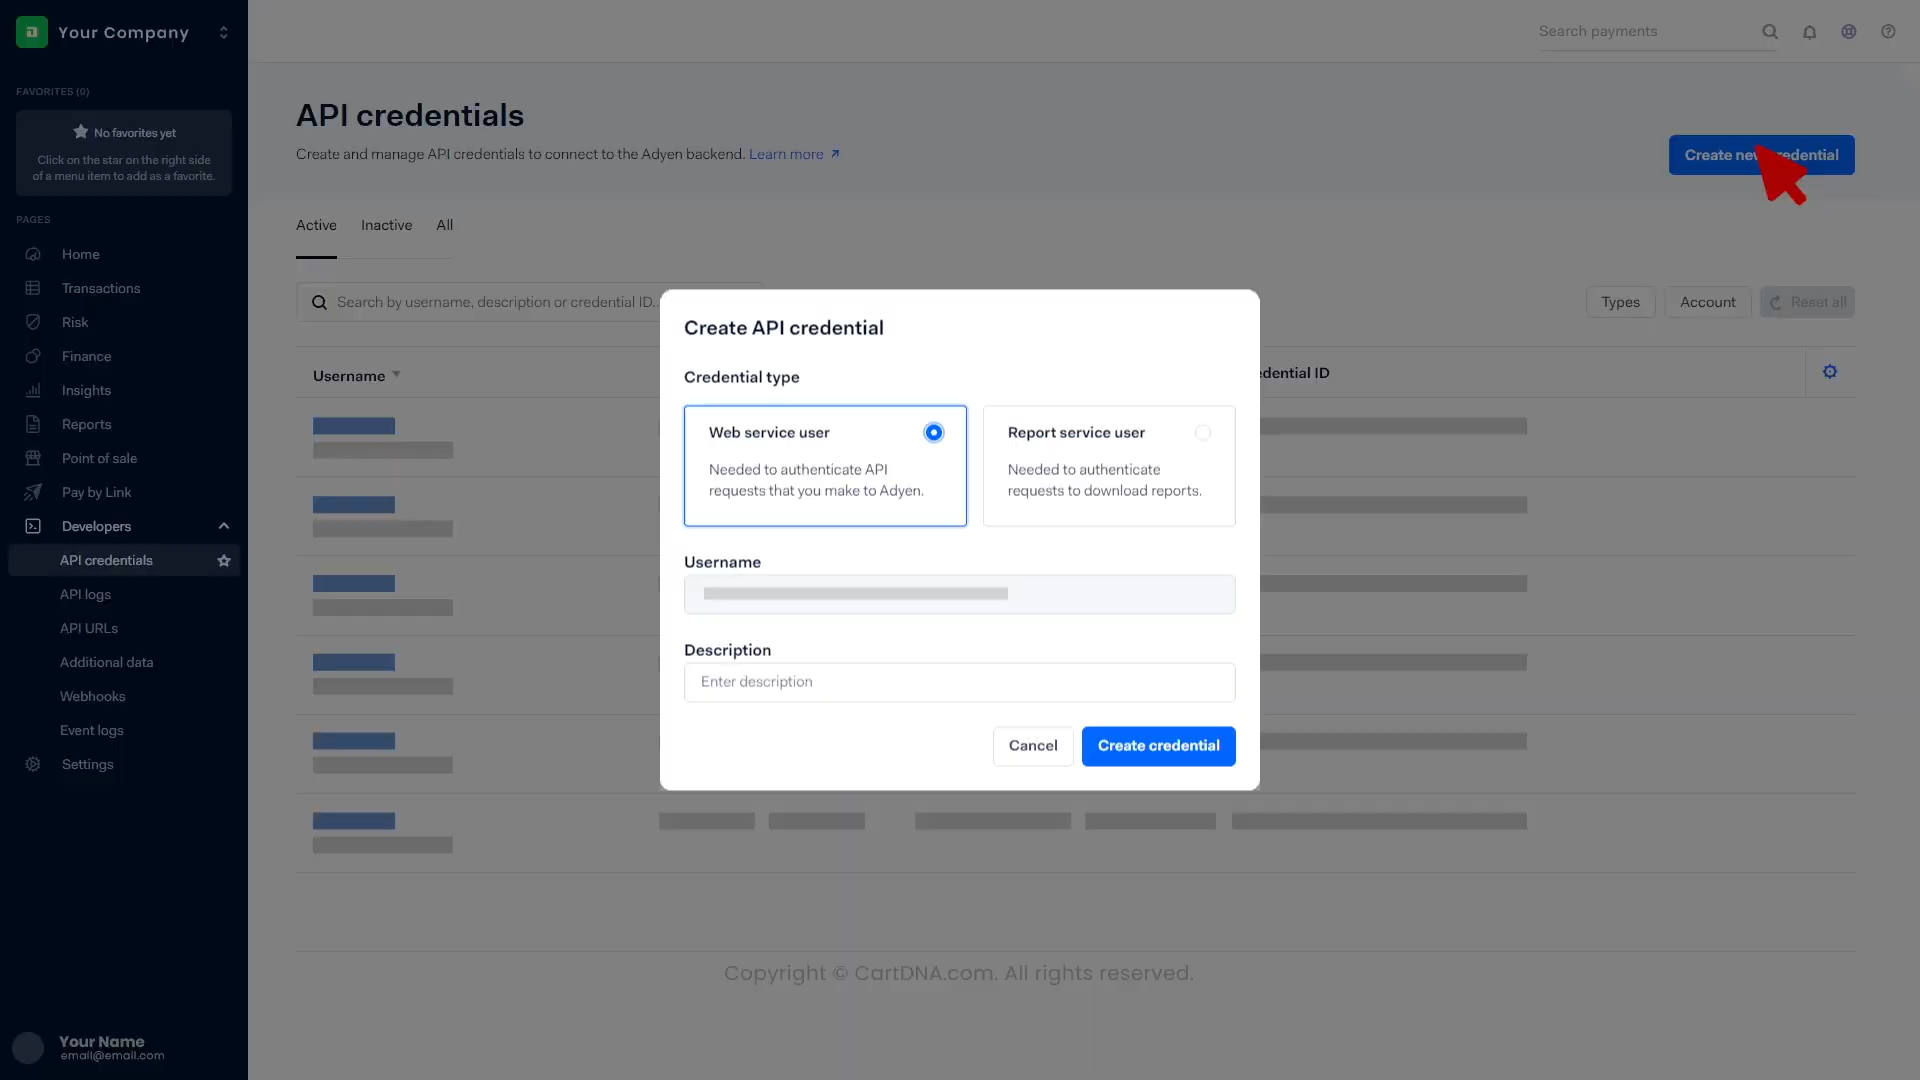 Your Company
Search payments
FAVORITES (0)
No favorites yet
Click on the star on the right side
of a menu item to add as a favorite.
PAGES
Home
Transactions
Risk
Finance
Insights
Reports
Point of sale
Pay by Link
Developers
API credentials
API logs
API URLs
Additional data
Webhooks
Event logs
Settings
Your Name
email@email.com
API credentials
Create and manage API credentials to connect to the Adyen backend. Learn more
Create new credential
Active Inactive All
Search by username, description or credential ID...
Types Account Reset all
Username
Create API credential
Credential type
Web service user
Needed to authenticate API
requests that you make to Adyen.
Report service user
Needed to authenticate
requests to download reports.
Username
Description
Enter description
Cancel Create credential
Copyright © CartDNA.com. All rights reserved.